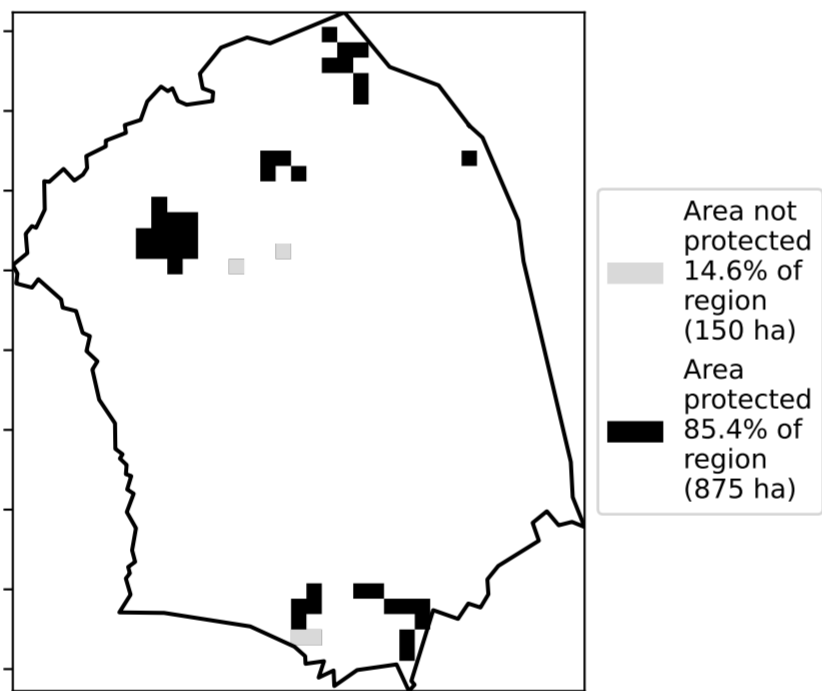 Area not
protected
14.6% of
region
(150 ha)
Area
protected
85.4% of
region
(875 ha)